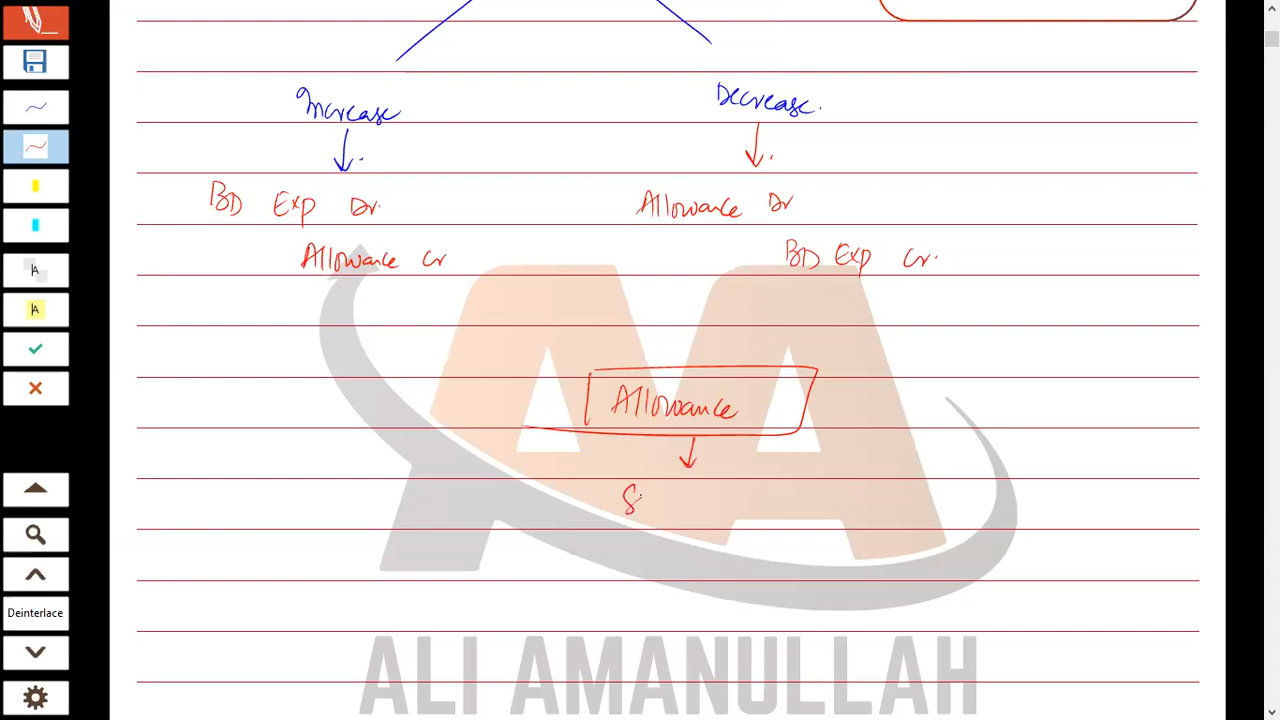 Increase
Decrease.
BD Exp Dr.
Allowance Dr
Allowance Cr
BD Exp Cr.
Allowance
S
Deinterlace
ALI AMANULLAH